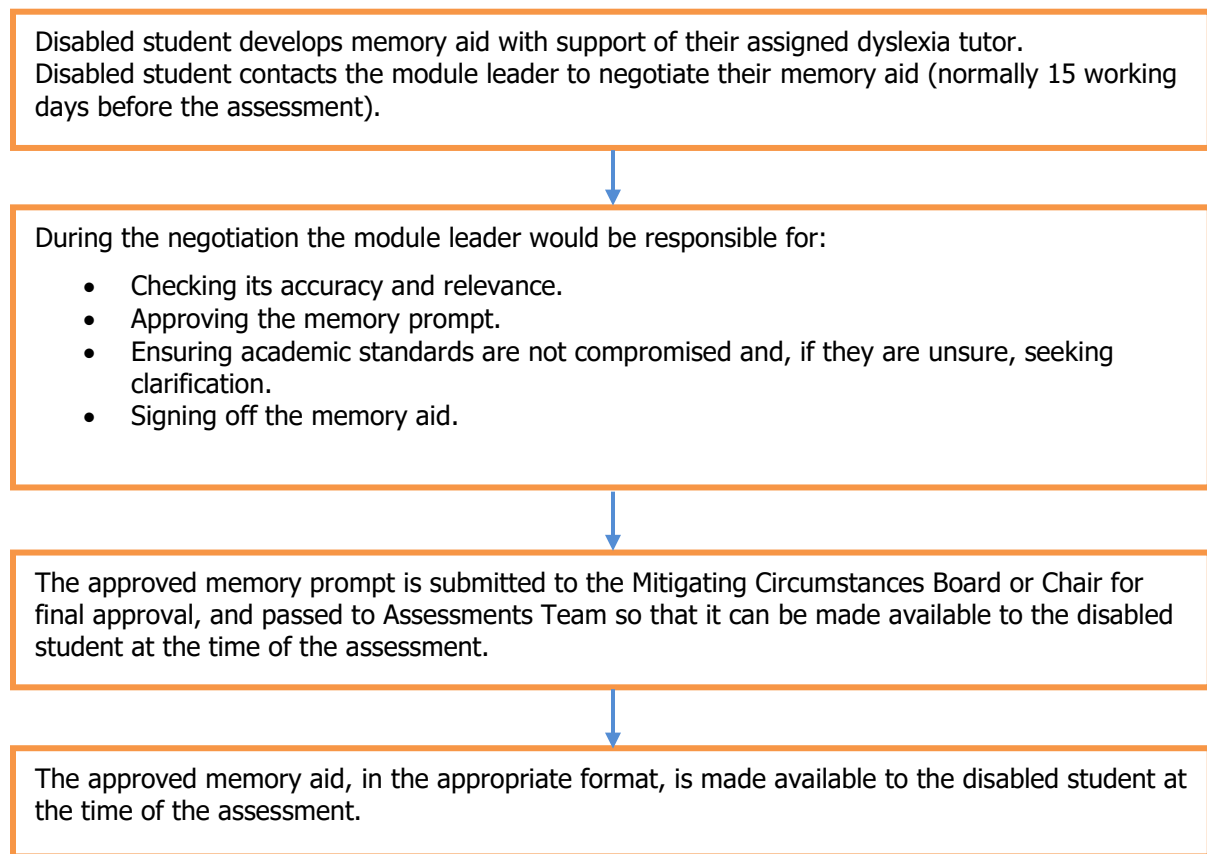 Disabled student develops memory aid with support of their assigned dyslexia tutor.
Disabled student contacts the module leader to negotiate their memory aid (normally 15 working
days before the assessment).
During the negotiation the module leader would be responsible for:
• Checking its accuracy and relevance.
• Approving the memory prompt.
• Ensuring academic standards are not compromised and, if they are unsure, seeking
clarification.
• Signing off the memory aid.
The approved memory prompt is submitted to the Mitigating Circumstances Board or Chair for
final approval, and passed to Assessments Team so that it can be made available to the disabled
student at the time of the assessment.
The approved memory aid, in the appropriate format, is made available to the disabled student at
the time of the assessment.